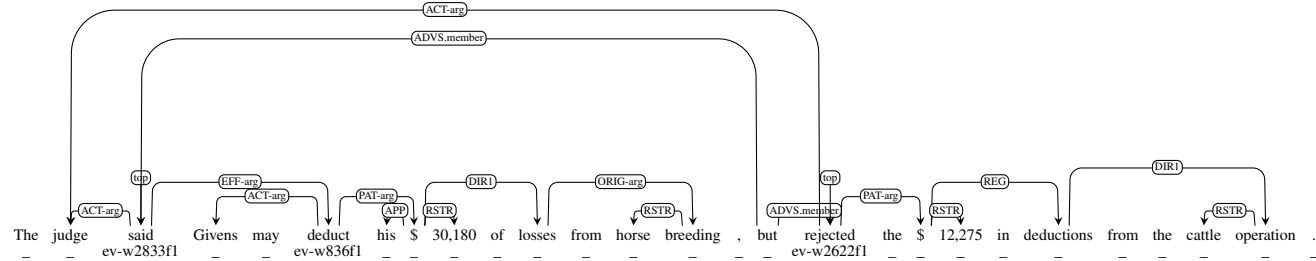 ACT-arg
ADVS.member
DIR1
top EFF-arg DIR1 ORIG-arg top REG
ACT-arg PAT-arg PAT-arg
ACT-arg APP RSTR RSTR ADVS.member RSTR RSTR
The judge said Givens may deduct his $ 30,180 of losses from horse breeding , but rejected the $ 12,275 in deductions from the cattle operation .
_ _ ev-w2833f1 _ _ ev-w836f1 _ _ _ _ _ _ _ _ _ _ ev-w2622f1 _ _ _ _ _ _ _ _ _ _